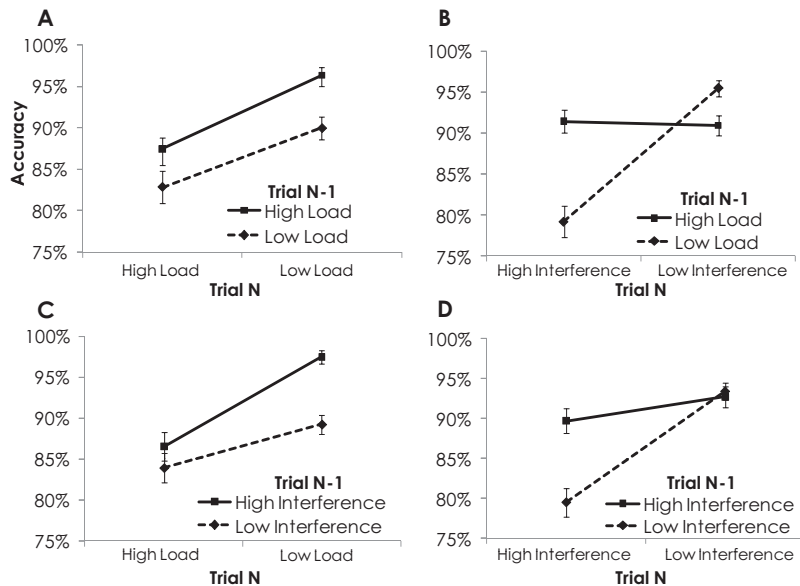 A
100%
95%
90%
85%
80%
75%
Accuracy
Trial N-1
High Load
Low Load
High Load
Low Load
Trial N
B
100%
95%
90%
85%
80%
75%
Trial N-1
High Load
Low Load
High Interference
Low Interference
Trial N
C
100%
95%
90%
85%
80%
75%
Trial N-1
High Interference
Low Interference
High Load
Low Load
Trial N
D
100%
95%
90%
85%
80%
75%
Trial N-1
High Interference
Low Interference
High Interference
Low Interference
Trial N